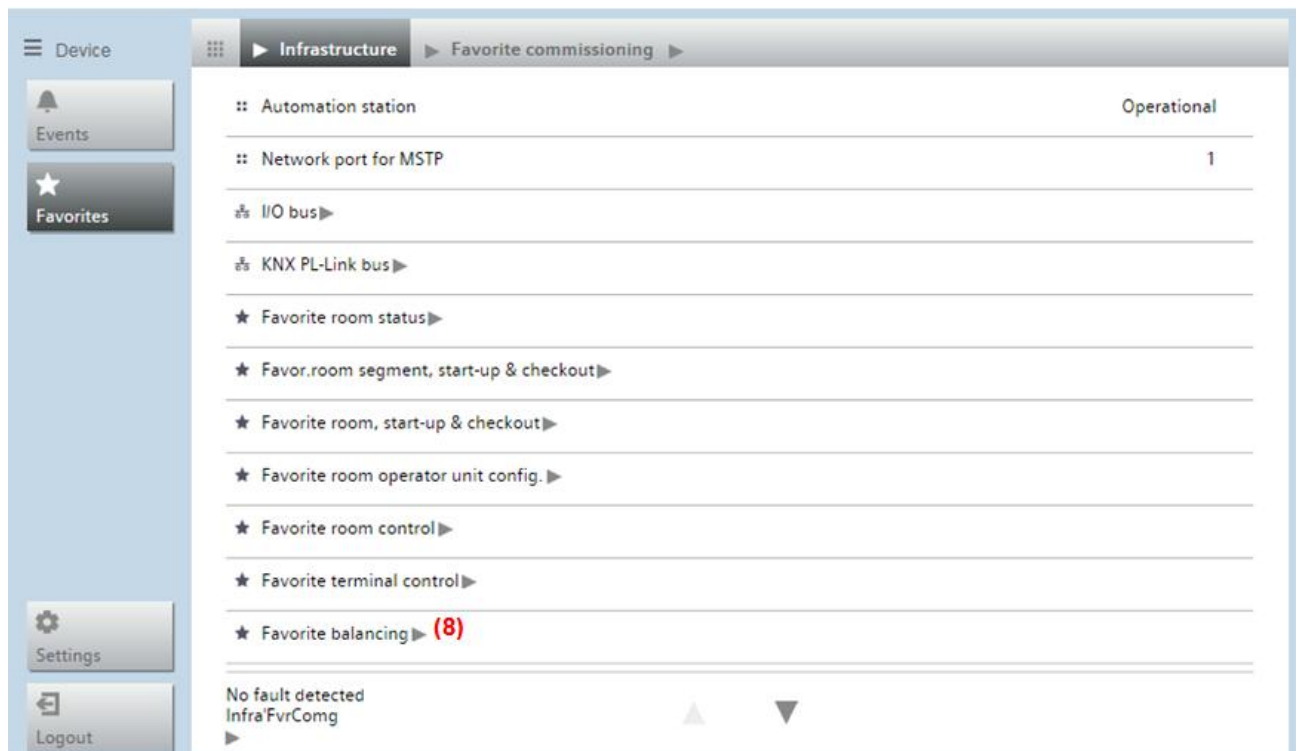 Device
Infrastructure Favorite commissioning
Events
Favorites
Automation station Operational
Network port for MSTP 1
I/O bus
KNX PL-Link bus
Favorite room status
Favor.room segment, start-up & checkout
Favorite room, start-up & checkout
Favorite room operator unit config.
Favorite room control
Favorite terminal control
Favorite balancing (8)
Settings
Logout
No fault detected
Infra'FvrComg